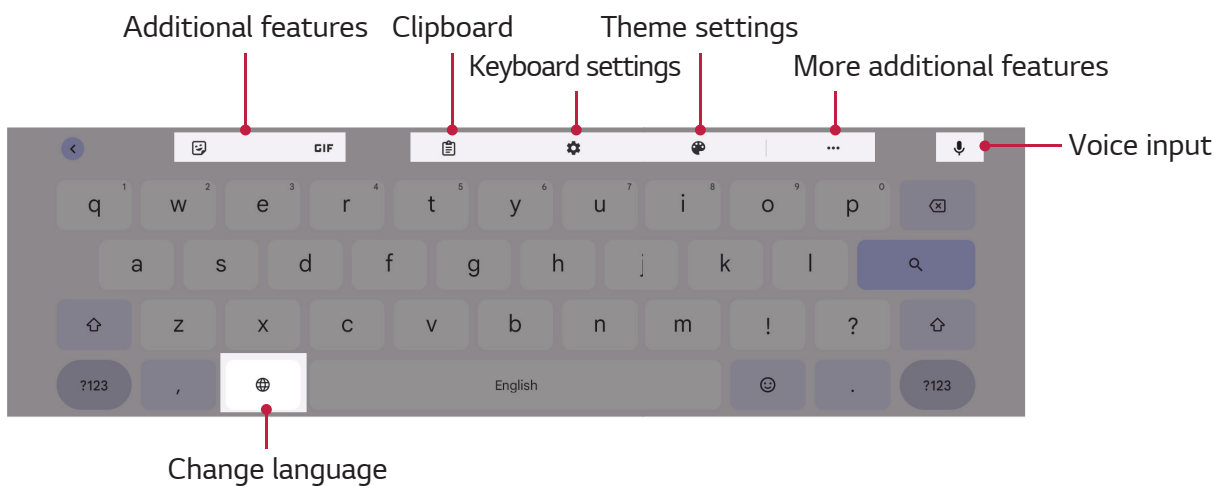 Additional features Clipboard Theme settings
Keyboard settings More additional features
GIF
Voice input
q 1 w 2 e 3 r 4 t 5 y 6 u 7 i 8 o 9 p 0
a s d f g h j k l
z x c v b n m ! ?
?123 , English . ?123
Change language